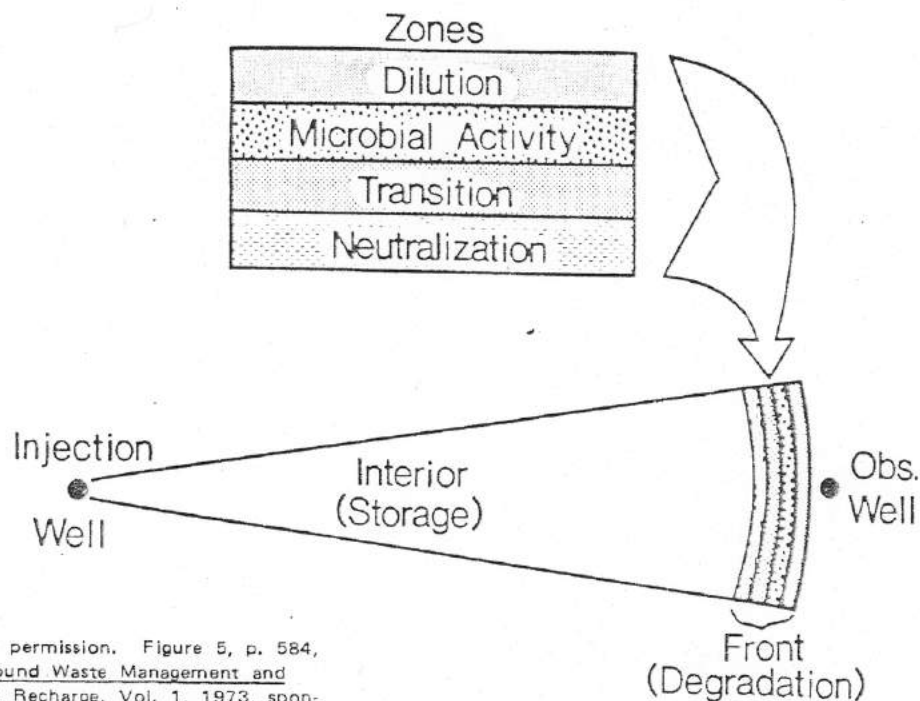 Zones
Dilution
Microbial Activity
Transition
Neutralization
Injection
Well
Interior
(Storage)
Obs.
Well
Front
(Degradation)
permission. Figure 5, p. 584,
ound Waste Management and
Recharge, Vol. 1, 1973, spon-